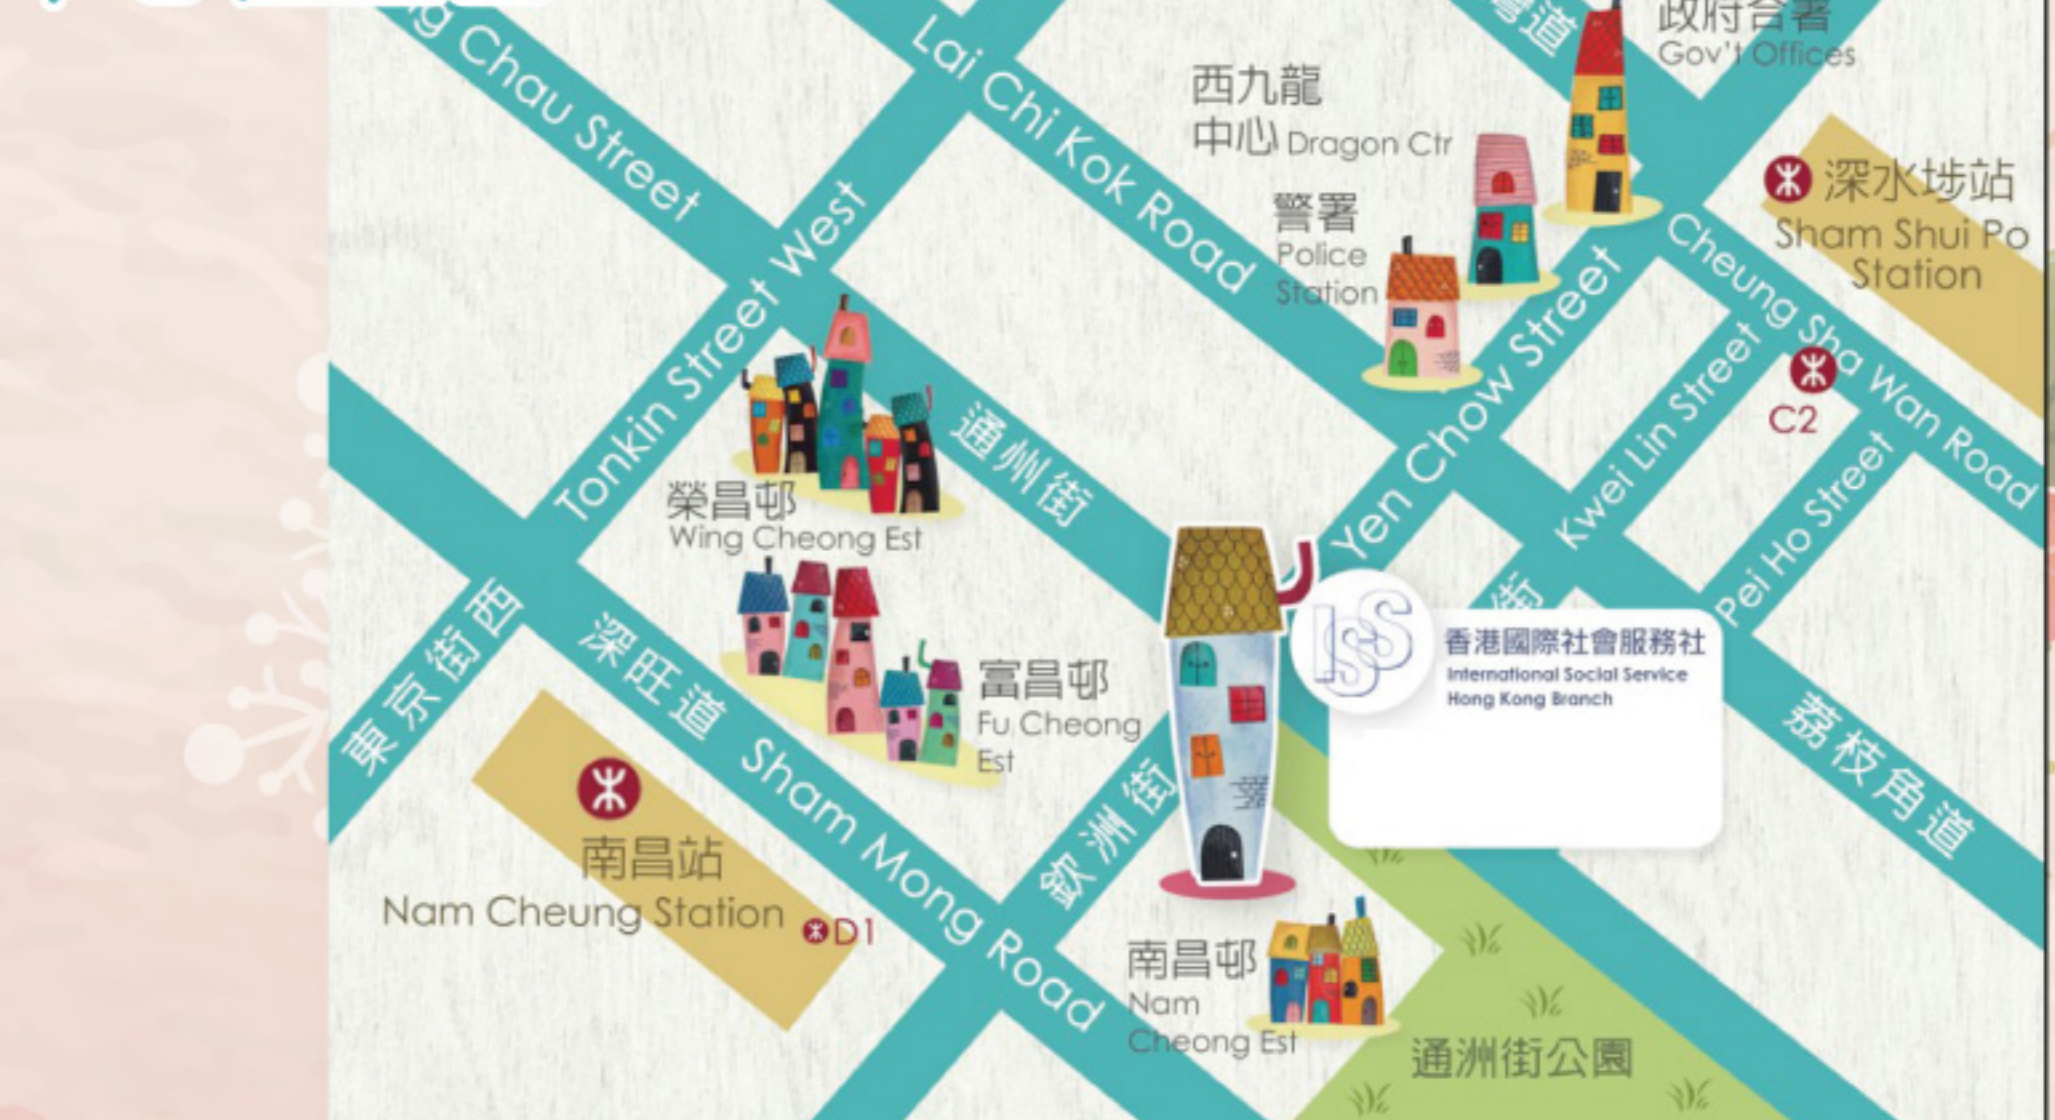 Chau Street
Lai Chi Kok Road
西九龍
中心 Dragon Ctr
政府合署
Gov't Offices
警署
Police
Station
深水埗站
Sham Shui Po
Station
Cheung Sha Wan Road
C2
Tonkin Street West
Yen Chow Street
Kwei Lin Street
Pei Ho Street
通州街
榮昌邨
Wing Cheong Est
東京街西
深旺道 Sham Mong Road
富昌邨
Fu Cheong
Est
欽洲街
街
ISS
香港國際社會服務社
International Social Service
Hong Kong Branch
荔枝角道
南昌站
Nam Cheung Station
D1
南昌邨
Nam
Cheong Est
通洲街公園